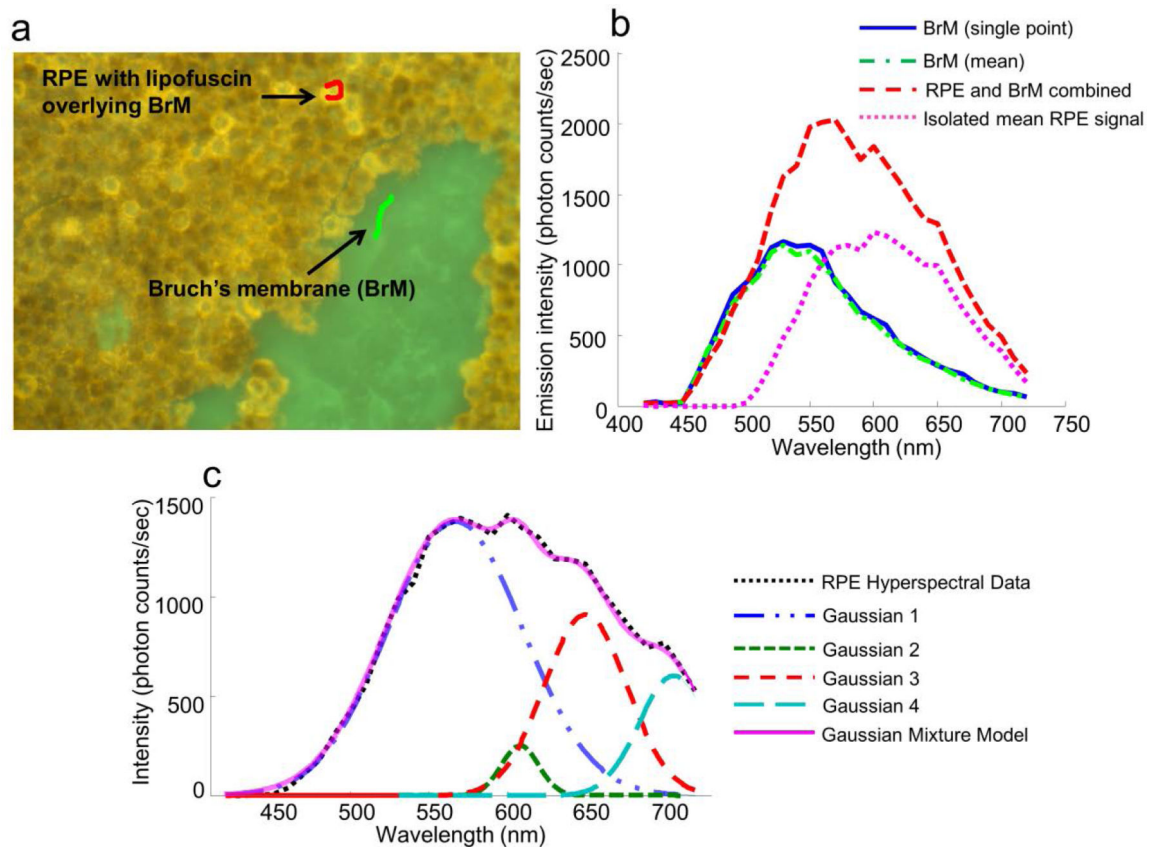 a
RPE with lipofuscin
overlying BrM
Bruch's membrane (BrM)
b
BrM (single point)
BrM (mean)
RPE and BrM combined
Isolated mean RPE signal
Emission intensity (photon counts/sec)
2500
2000
1500
1000
500
0
400 450 500 550 600 650 700 750
Wavelength (nm)
c
Intensity (photon counts/sec)
1500
1000
500
0
450 500 550 600 650 700
Wavelength (nm)
RPE Hyperspectral Data
Gaussian 1
Gaussian 2
Gaussian 3
Gaussian 4
Gaussian Mixture Model